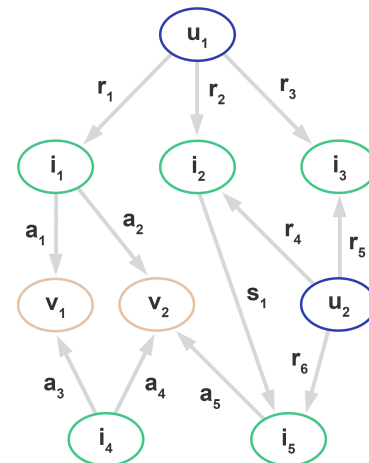 u₁
r₁
r₂
r₃
i₁
i₂
i₃
a₁
a₂
r₄
r₅
s₁
v₁
v₂
u₂
r₆
a₃
a₄
a₅
i₄
i₅